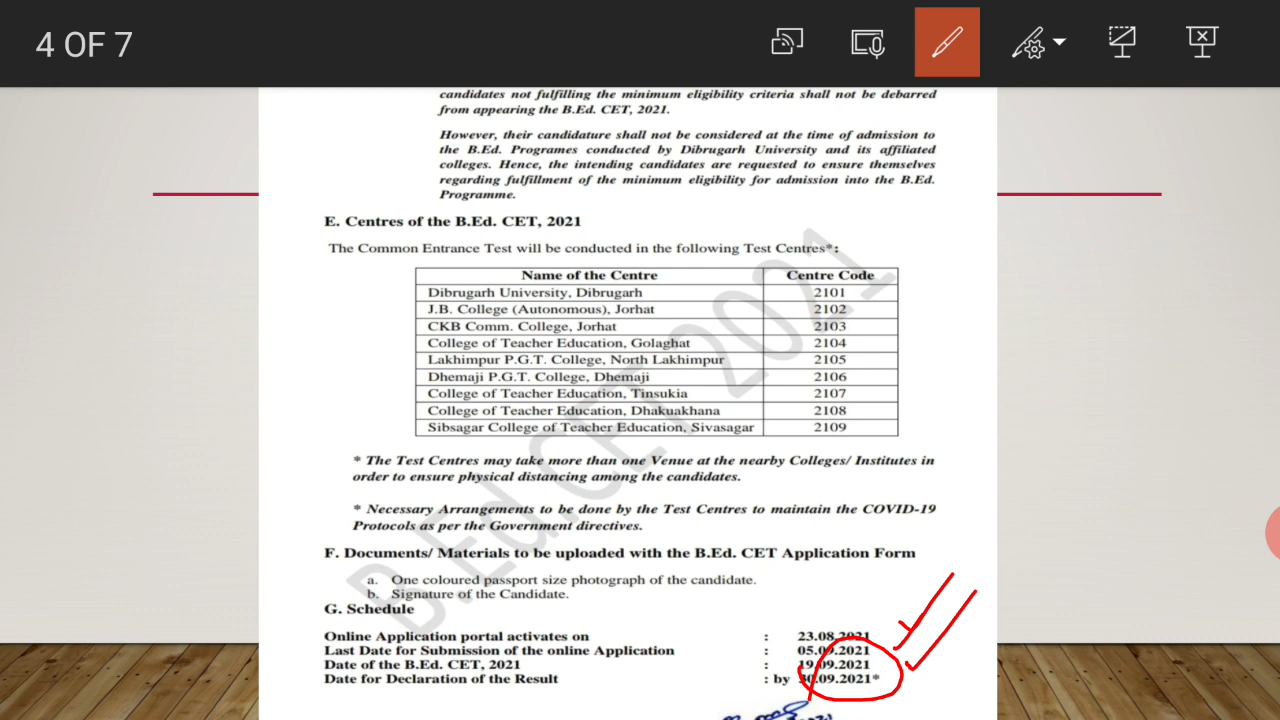 4 OF 7
candidates not fulfilling the minimum eligibility criteria shall not be debarred
from appearing the B.Ed. CET, 2021.
However, their candidature shall not be considered at the time of admission to
the B.Ed. Programes conducted by Dibrugarh University and its affiliated
colleges. Hence, the intending candidates are requested to ensure themselves
regarding fulfillment of the minimum eligibility for admission into the B.Ed.
Programme.
E. Centres of the B.Ed. CET, 2021
The Common Entrance Test will be conducted in the following Test Centres*:
Name of the Centre Centre Code
Dibrugarh University, Dibrugarh 2101
J.B. College (Autonomous), Jorhat 2102
CKB Comm. College, Jorhat 2103
College of Teacher Education, Golaghat 2104
Lakhimpur P.G.T. College, North Lakhimpur 2105
Dhemaji P.G.T. College, Dhemaji 2106
College of Teacher Education, Tinsukia 2107
College of Teacher Education, Dhakuakhana 2108
Sibsagar College of Teacher Education, Sivasagar 2109
* The Test Centres may take more than one Venue at the nearby Colleges/ Institutes in
order to ensure physical distancing among the candidates.
* Necessary Arrangements to be done by the Test Centres to maintain the COVID-19
Protocols as per the Government directives.
F. Documents/ Materials to be uploaded with the B.Ed. CET Application Form
a. One coloured passport size photograph of the candidate.
b. Signature of the Candidate.
G. Schedule
Online Application portal activates on : 23.08.2021
Last Date for Submission of the online Application : 05.09.2021
Date of the B.Ed. CET, 2021 : 19.09.2021
Date for Declaration of the Result : by 30.09.2021*
B.Ed CET 2021